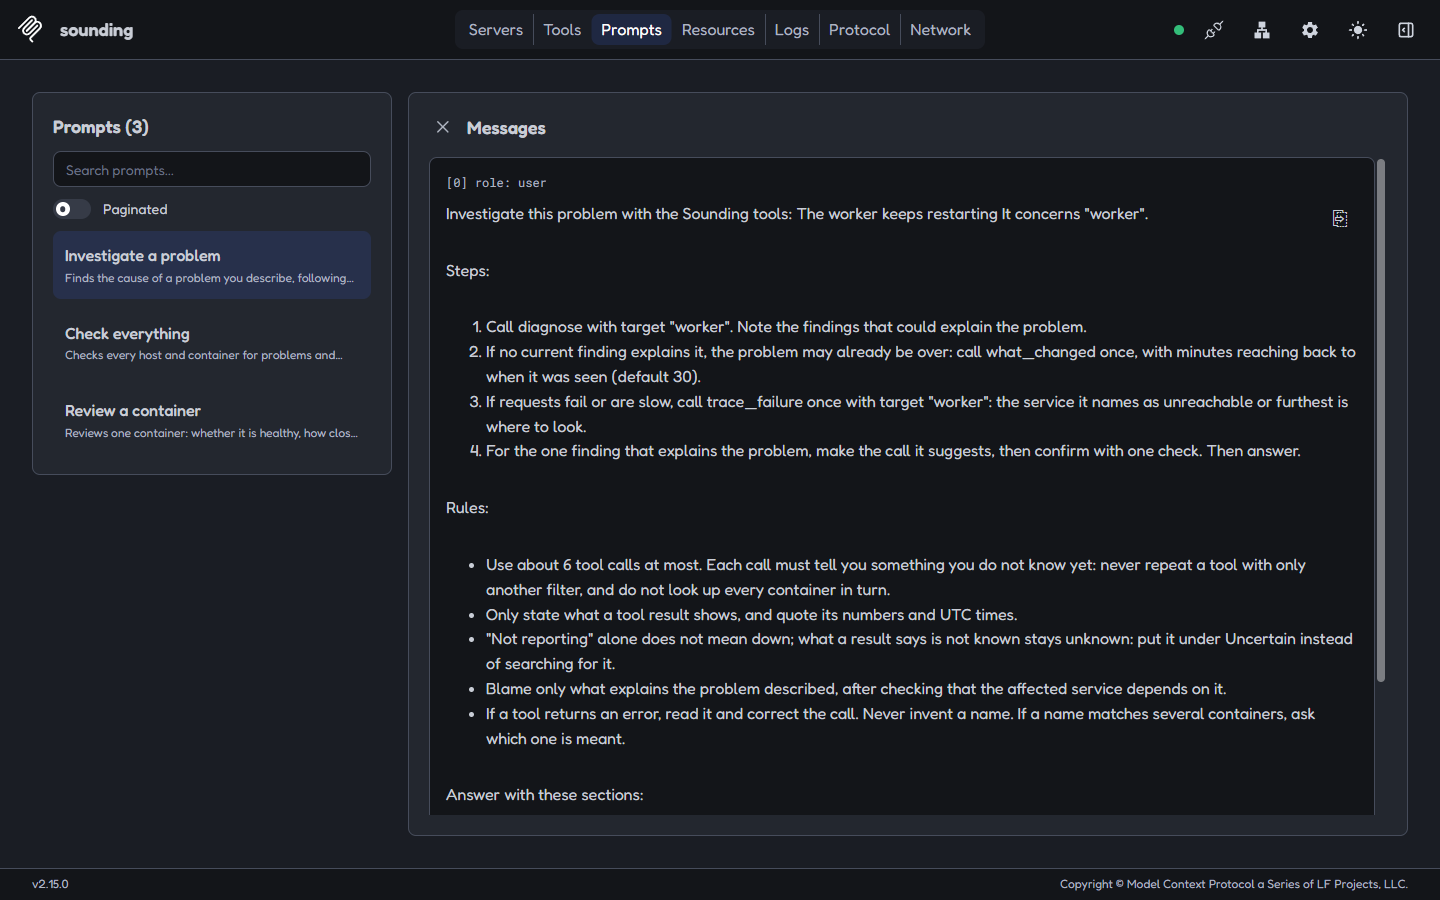 sounding
Servers
Tools
Prompts
Resources
Logs
Protocol
Network
Prompts (3)
Search prompts...
Paginated
Investigate a problem
Finds the cause of a problem you describe, following...
Check everything
Checks every host and container for problems and...
Review a container
Reviews one container: whether it is healthy, how clos...
Messages
[0] role: user
Investigate this problem with the Sounding tools: The worker keeps restarting It concerns "worker".
Steps:
1. Call diagnose with target "worker". Note the findings that could explain the problem.
2. If no current finding explains it, the problem may already be over: call what_changed once, with minutes reaching back to
when it was seen (default 30).
3. If requests fail or are slow, call trace_failure once with target "worker": the service it names as unreachable or furthest is
where to look.
4. For the one finding that explains the problem, make the call it suggests, then confirm with one check. Then answer.
Rules:
• Use about 6 tool calls at most. Each call must tell you something you do not know yet: never repeat a tool with only
another filter, and do not look up every container in turn.
• Only state what a tool result shows, and quote its numbers and UTC times.
• "Not reporting" alone does not mean down; what a result says is not known stays unknown: put it under Uncertain instead
of searching for it.
• Blame only what explains the problem described, after checking that the affected service depends on it.
• If a tool returns an error, read it and correct the call. Never invent a name. If a name matches several containers, ask
which one is meant.
Answer with these sections:
v2.15.0
Copyright © Model Context Protocol a Series of LF Projects, LLC.